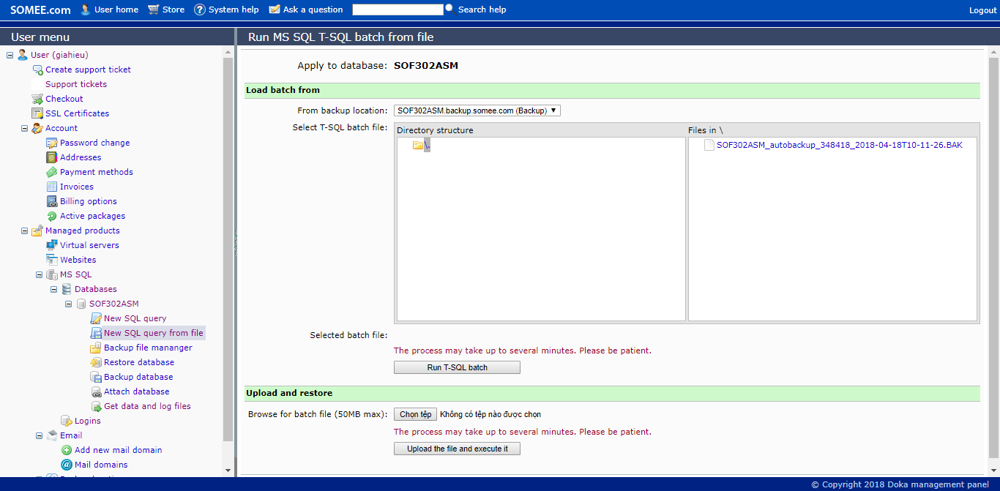 SOMEE.com User home Store System help Ask a question Search help
Logout
User menu
User (giahieu)
Create support ticket
Support tickets
Checkout
SSL Certificates
Account
Password change
Addresses
Payment methods
Invoices
Billing options
Active packages
Managed products
Virtual servers
Websites
MS SQL
Databases
SOF302ASM
New SQL query
New SQL query from file
Backup file mananger
Restore database
Backup database
Attach database
Get data and log files
Logins
Email
Add new mail domain
Mail domains
Run MS SQL T-SQL batch from file
Apply to database: SOF302ASM
Load batch from
From backup location: SOF302ASM.backup.somee.com (Backup)
Select T-SQL batch file:
Directory structure
\.
Files in \
SOF302ASM_autobackup_348418_2018-04-18T10-11-26.BAK
Selected batch file:
The process may take up to several minutes. Please be patient.
Run T-SQL batch
Upload and restore
Browse for batch file (50MB max): Chọn tệp Không có tệp nào được chọn
The process may take up to several minutes. Please be patient.
Upload the file and execute it
© Copyright 2018 Doka management panel